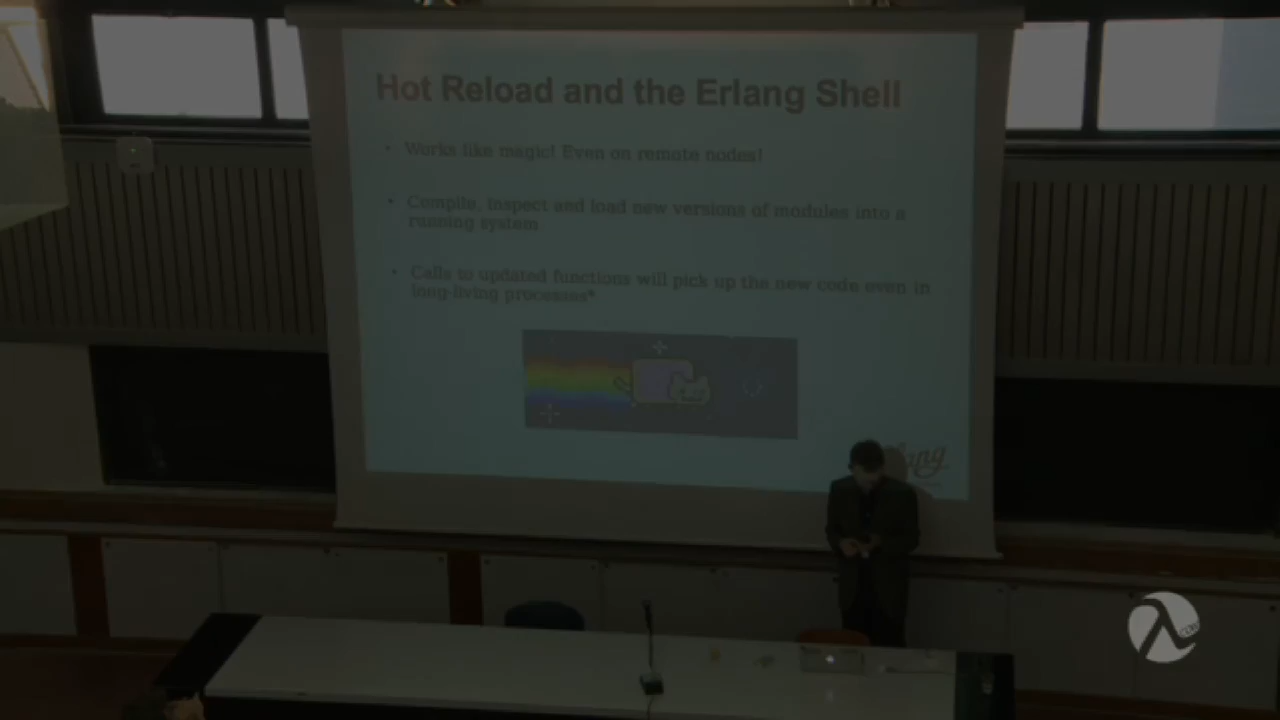 Hot Reload and the Erlang Shell
• Works like magic! Even on remote nodes!
• Compile, inspect and load new versions of modules into a
running system
• Calls to updated functions will pick up the new code even in
long-living processes*
λ